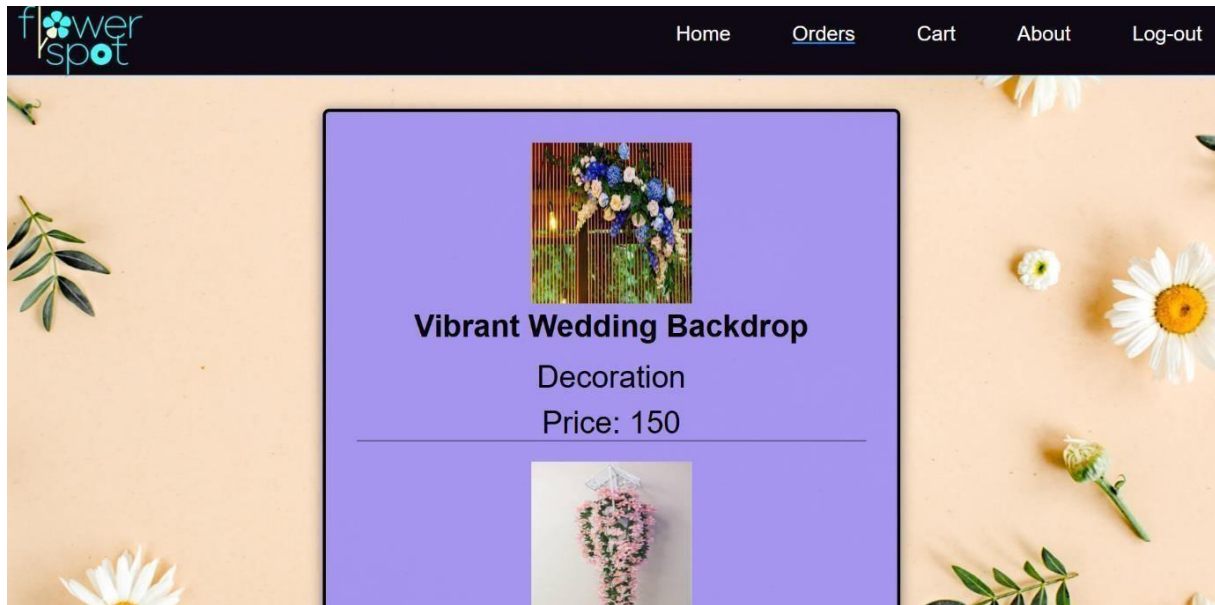 flower
spot
Home Orders Cart About Log-out
Vibrant Wedding Backdrop
Decoration
Price: 150